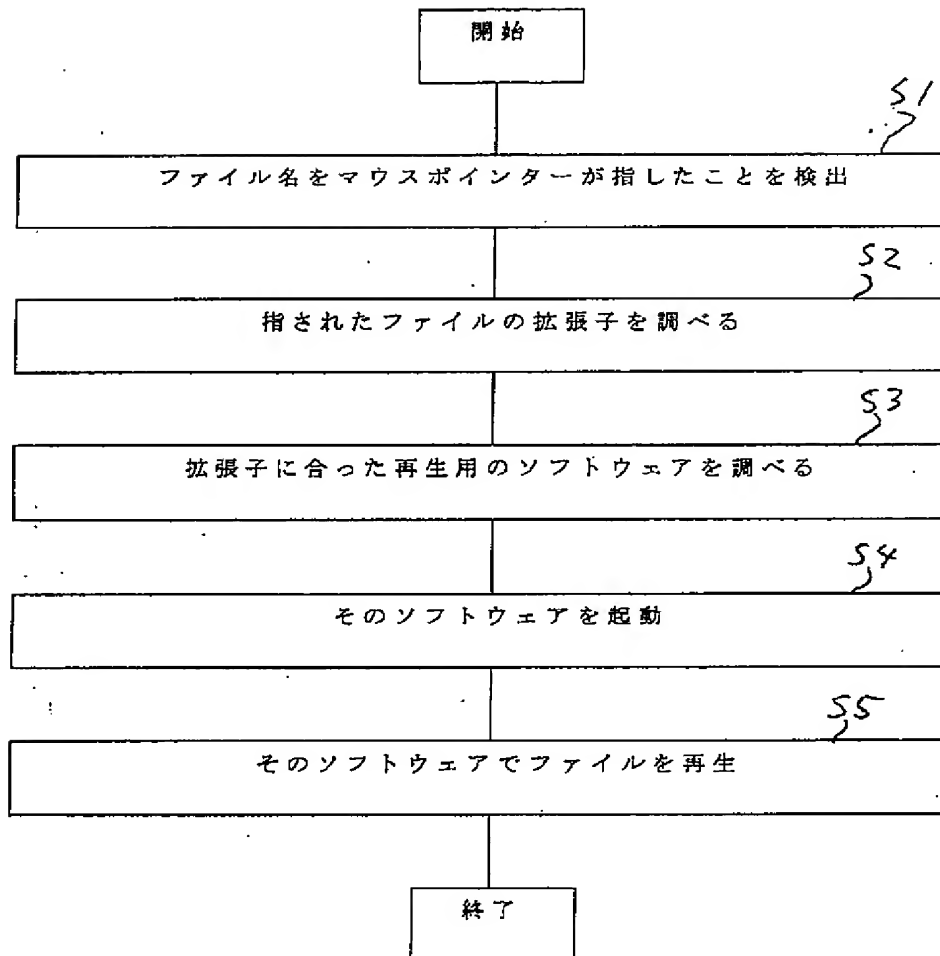 開始
S1
ファイル名をマウスポインターが指したことを検出
S2
指されたファイルの拡張子を調べる
S3
拡張子に合った再生用のソフトウェアを調べる
S4
そのソフトウェアを起動
S5
そのソフトウェアでファイルを再生
終了